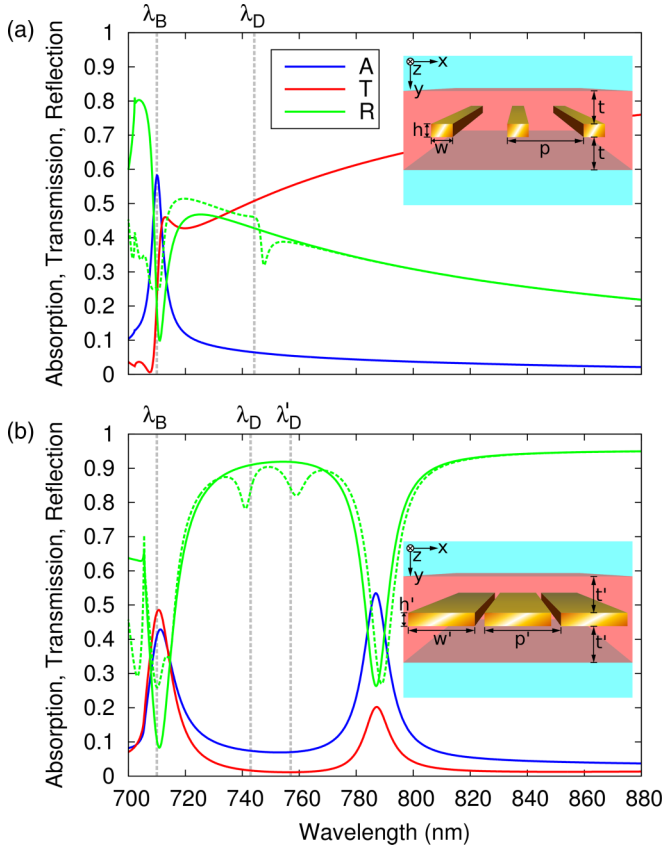 λB λD
(a)
Absorption, Transmission, Reflection
1
0.9
0.8
0.7
0.6
0.5
0.4
0.3
0.2
0.1
0
A
T
R
z x
y
h
w
p
t
t
λB λD λ'D
(b)
Absorption, Transmission, Reflection
1
0.9
0.8
0.7
0.6
0.5
0.4
0.3
0.2
0.1
0
z x
y
h'
w'
p'
t'
t'
700 720 740 760 780 800 820 840 860 880
Wavelength (nm)